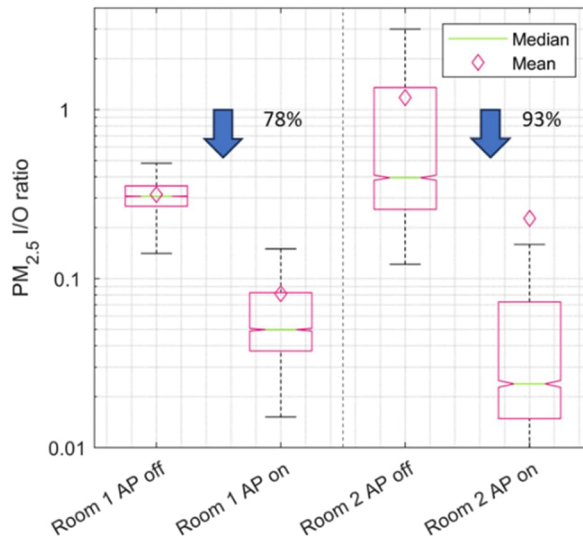 Median
Mean
1
78%
93%
PM2.5 I/O ratio
0.1
0.01
Room 1 AP off
Room 1 AP on
Room 2 AP off
Room 2 AP on